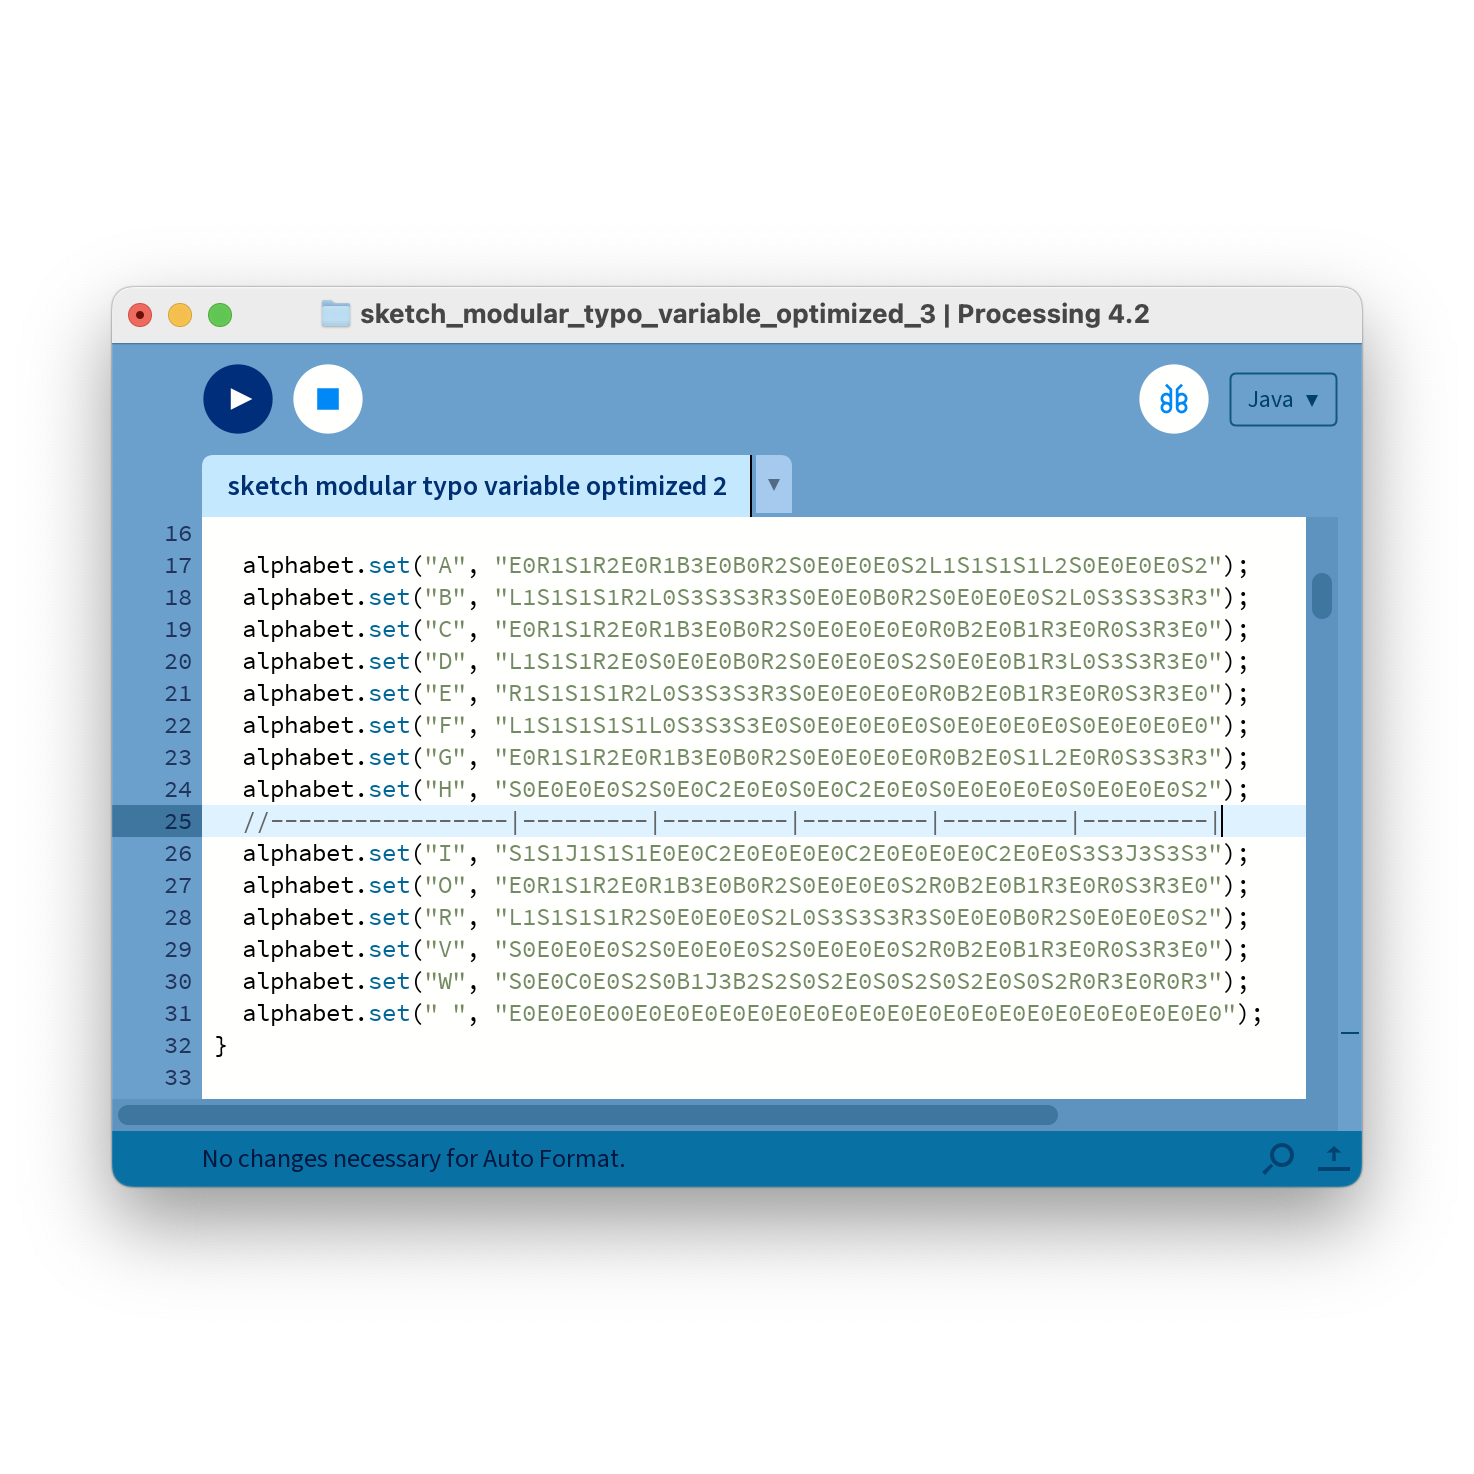 sketch_modular_typo_variable_optimized_3 | Processing 4.2
Java ▼
sketch modular typo variable optimized 2 ▼
16
17 alphabet.set("A", "E0R1S1R2E0R1B3E0B0R2S0E0E0E0S2L1S1S1S1L2S0E0E0E0S2");
18 alphabet.set("B", "L1S1S1S1R2L0S3S3S3R3S0E0E0B0R2S0E0E0E0S2L0S3S3S3R3");
19 alphabet.set("C", "E0R1S1R2E0R1B3E0B0R2S0E0E0E0E0R0B2E0B1R3E0R0S3R3E0");
20 alphabet.set("D", "L1S1S1R2E0S0E0E0B0R2S0E0E0E0S2S0E0E0B1R3L0S3S3R3E0");
21 alphabet.set("E", "R1S1S1S1R2L0S3S3S3R3S0E0E0E0E0R0B2E0B1R3E0R0S3R3E0");
22 alphabet.set("F", "L1S1S1S1S1L0S3S3S3E0S0E0E0E0E0S0E0E0E0E0S0E0E0E0E0");
23 alphabet.set("G", "E0R1S1R2E0R1B3E0B0R2S0E0E0E0E0R0B2E0S1L2E0R0S3S3R3");
24 alphabet.set("H", "S0E0E0E0S2S0E0C2E0E0S0E0C2E0E0S0E0E0E0E0S0E0E0E0S2");
25 //-----------------|---------|---------|---------|---------|---------|
26 alphabet.set("I", "S1S1J1S1S1E0E0C2E0E0E0E0C2E0E0E0E0C2E0E0S3S3J3S3S3");
27 alphabet.set("O", "E0R1S1R2E0R1B3E0B0R2S0E0E0E0S2R0B2E0B1R3E0R0S3R3E0");
28 alphabet.set("R", "L1S1S1S1R2S0E0E0E0S2L0S3S3S3R3S0E0E0B0R2S0E0E0E0S2");
29 alphabet.set("V", "S0E0E0E0S2S0E0E0E0S2S0E0E0E0S2R0B2E0B1R3E0R0S3R3E0");
30 alphabet.set("W", "S0E0C0E0S2S0B1J3B2S2S0S2E0S0S2S0S2E0S0S2R0R3E0R0R3");
31 alphabet.set(" ", "E0E0E0E00E0E0E0E0E0E0E0E0E0E0E0E0E0E0E0E0E0E0E0E0E0");
32 }
33
No changes necessary for Auto Format.